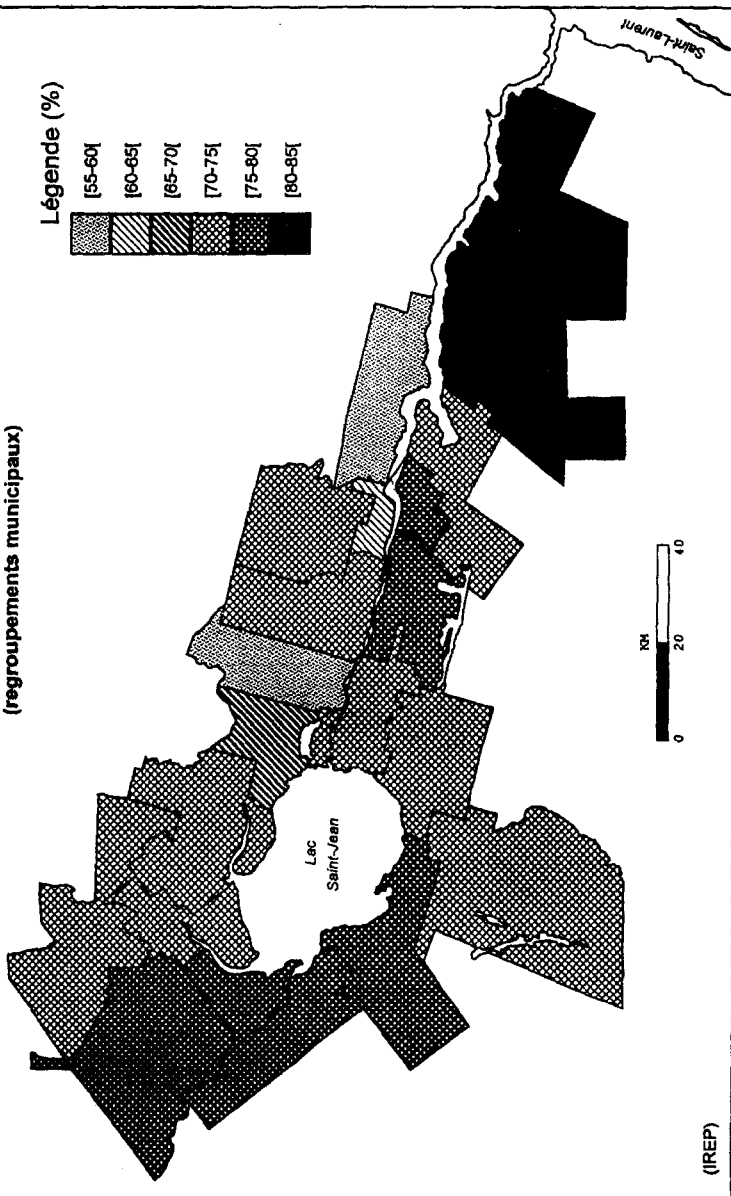 (regroupements municipaux)
Légende (%)
[55-60[
[60-65[
[65-70[
[70-75[
[75-80[
[80-85[
Saint-Laurent
Lac
Saint-Jean
KM
0 20 40
(IREP)